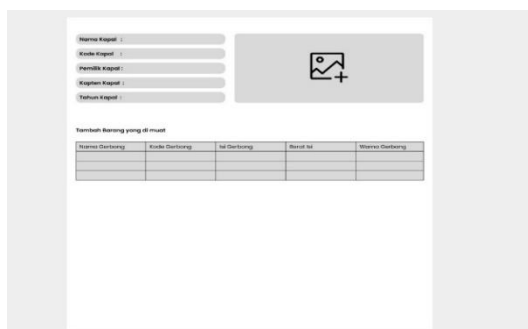 Nama Kapal :
Kode Kapal :
Pemilik Kapal :
Kapten Kapal :
Tahun Kapal :
Tambah Barang yang di muat
Nama Gerbong Kode Gerbong Isi Gerbong Berat Isi Warna Gerbong